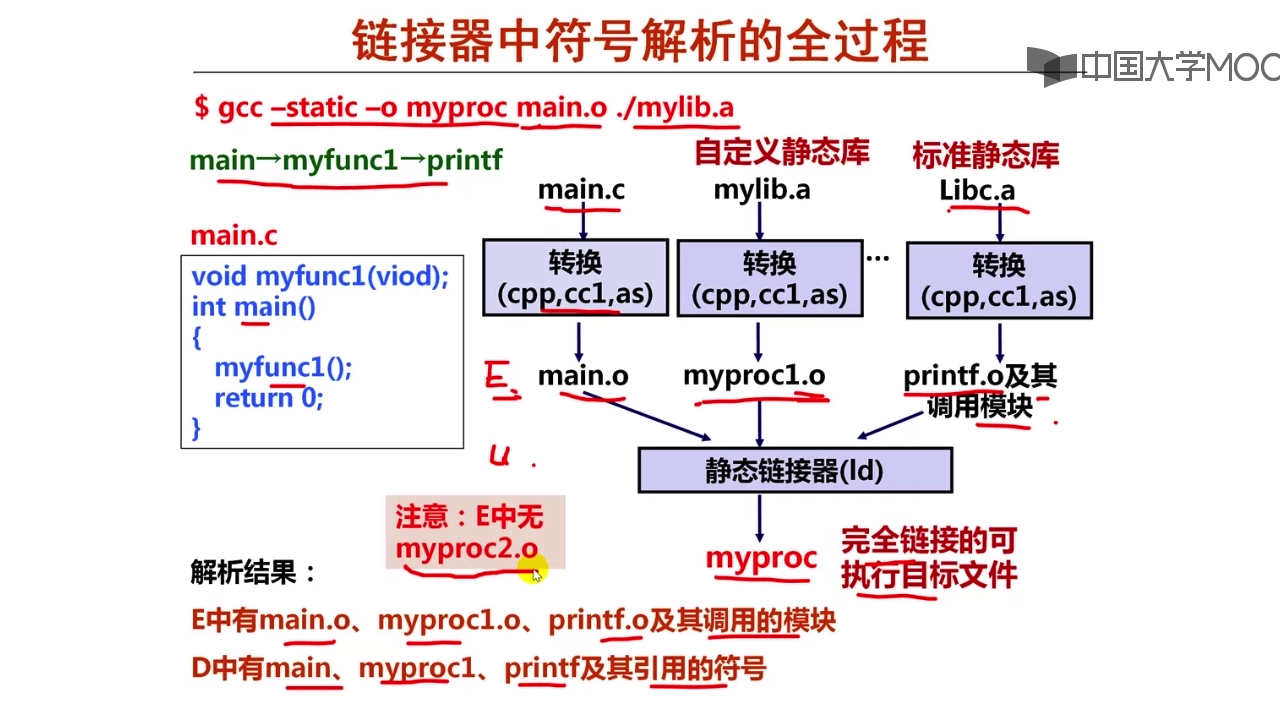 链接器中符号解析的全过程
中国大学MOO
$ gcc –static –o myproc main.o ./mylib.a
main→myfunc1→printf
自定义静态库
标准静态库
main.c
mylib.a
Libc.a
main.c
void myfunc1(viod);
int main()
{
myfunc1();
return 0;
}
转换
(cpp,cc1,as)
转换
(cpp,cc1,as)
...
转换
(cpp,cc1,as)
E.
main.o
myproc1.o
printf.o及其
调用模块
u .
静态链接器(ld)
注意：E中无
myproc2.o
myproc
完全链接的可
执行目标文件
解析结果：
E中有main.o、myproc1.o、printf.o及其调用的模块
D中有main、myproc1、printf及其引用的符号